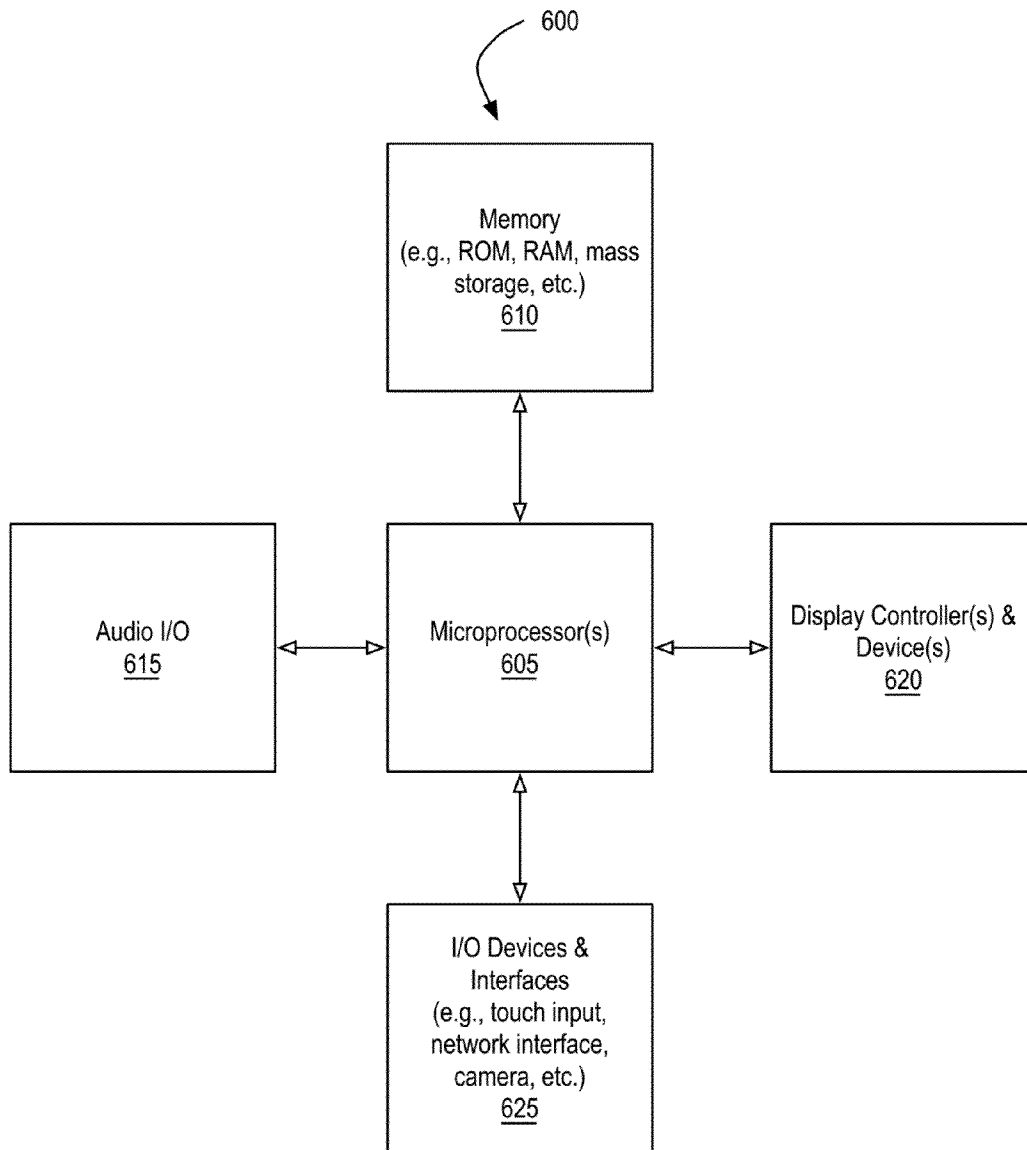 600
Memory
(e.g., ROM, RAM, mass
storage, etc.)
610
Audio I/O
615
Microprocessor(s)
605
Display Controller(s) &
Device(s)
620
I/O Devices &
Interfaces
(e.g., touch input,
network interface,
camera, etc.)
625